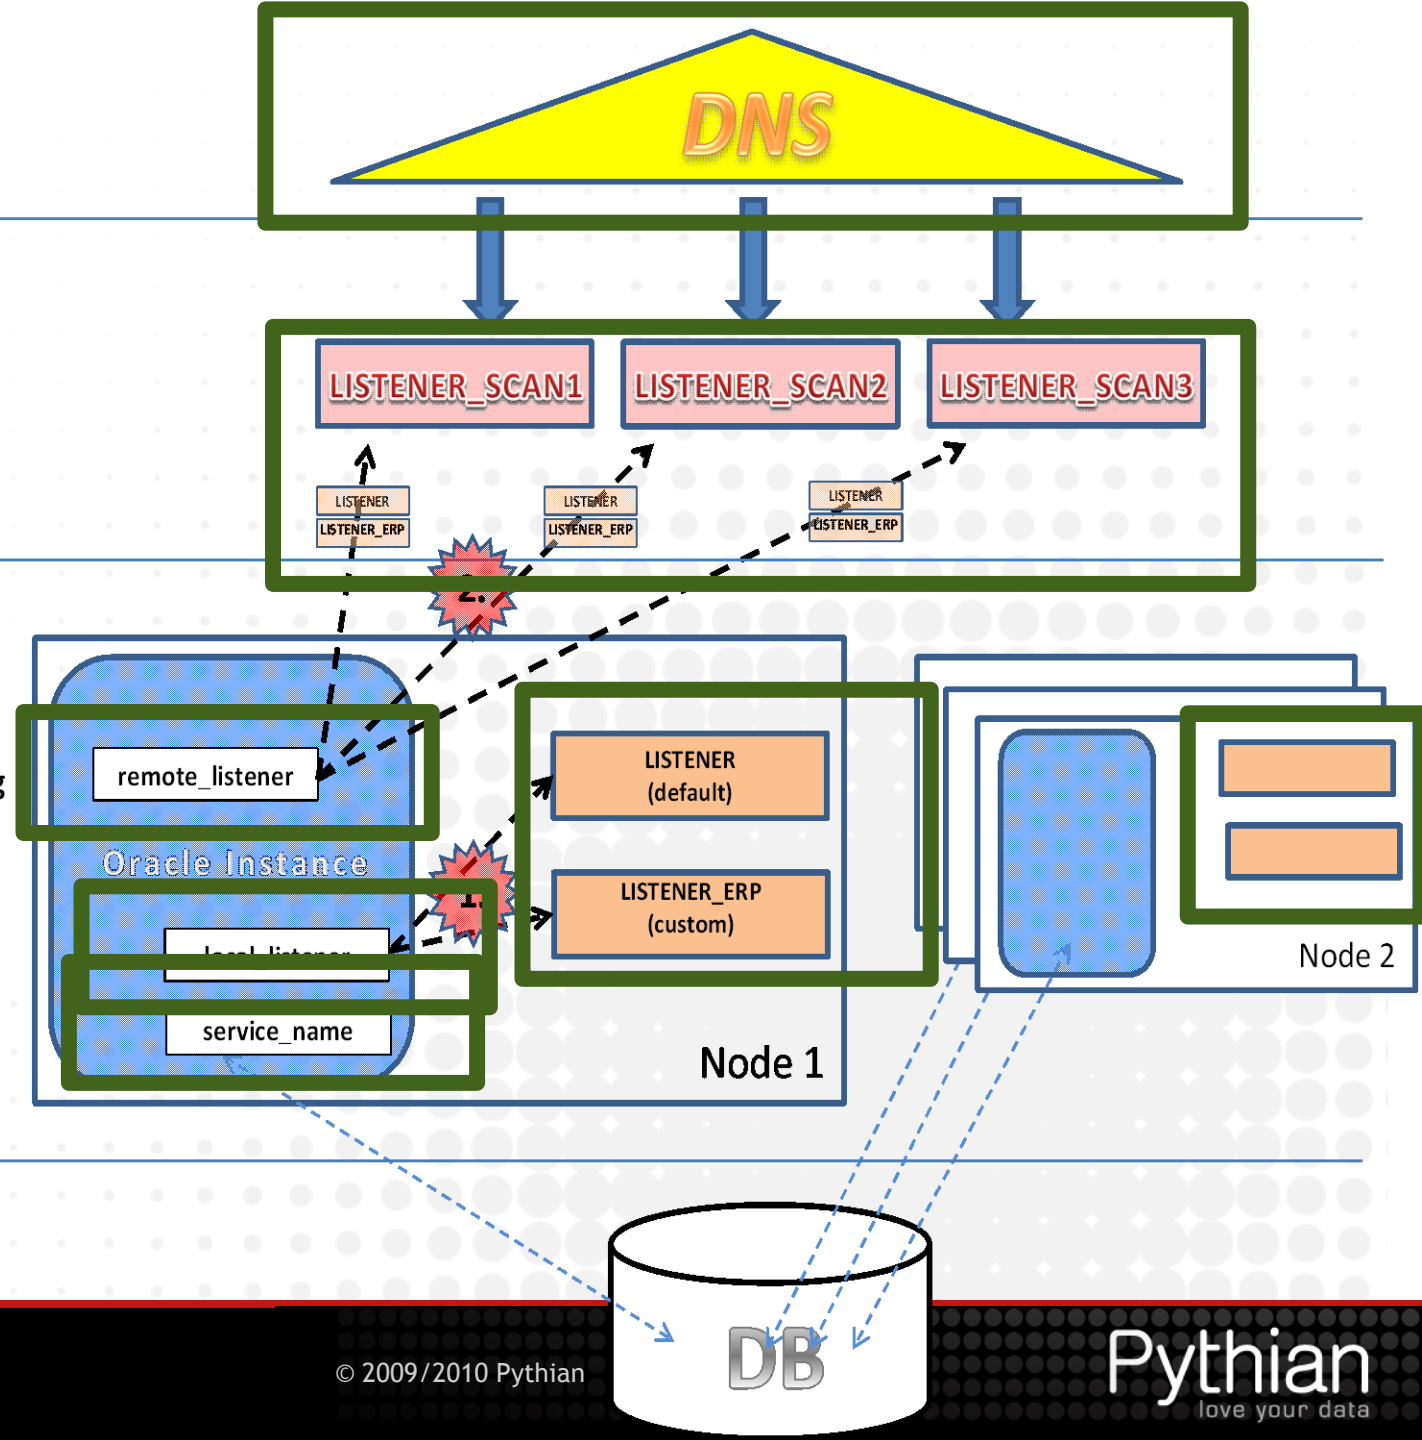 DNS
LISTENER_SCAN1
LISTENER_SCAN2
LISTENER_SCAN3
LISTENER
LISTENER_ERP
LISTENER
LISTENER_ERP
LISTENER
LISTENER_ERP
2.
remote_listener
Oracle Instance
local_listener
service_name
1.
LISTENER
(default)
LISTENER_ERP
(custom)
Node 1
Node 2
DB
© 2009/2010 Pythian
Pythian
love your data